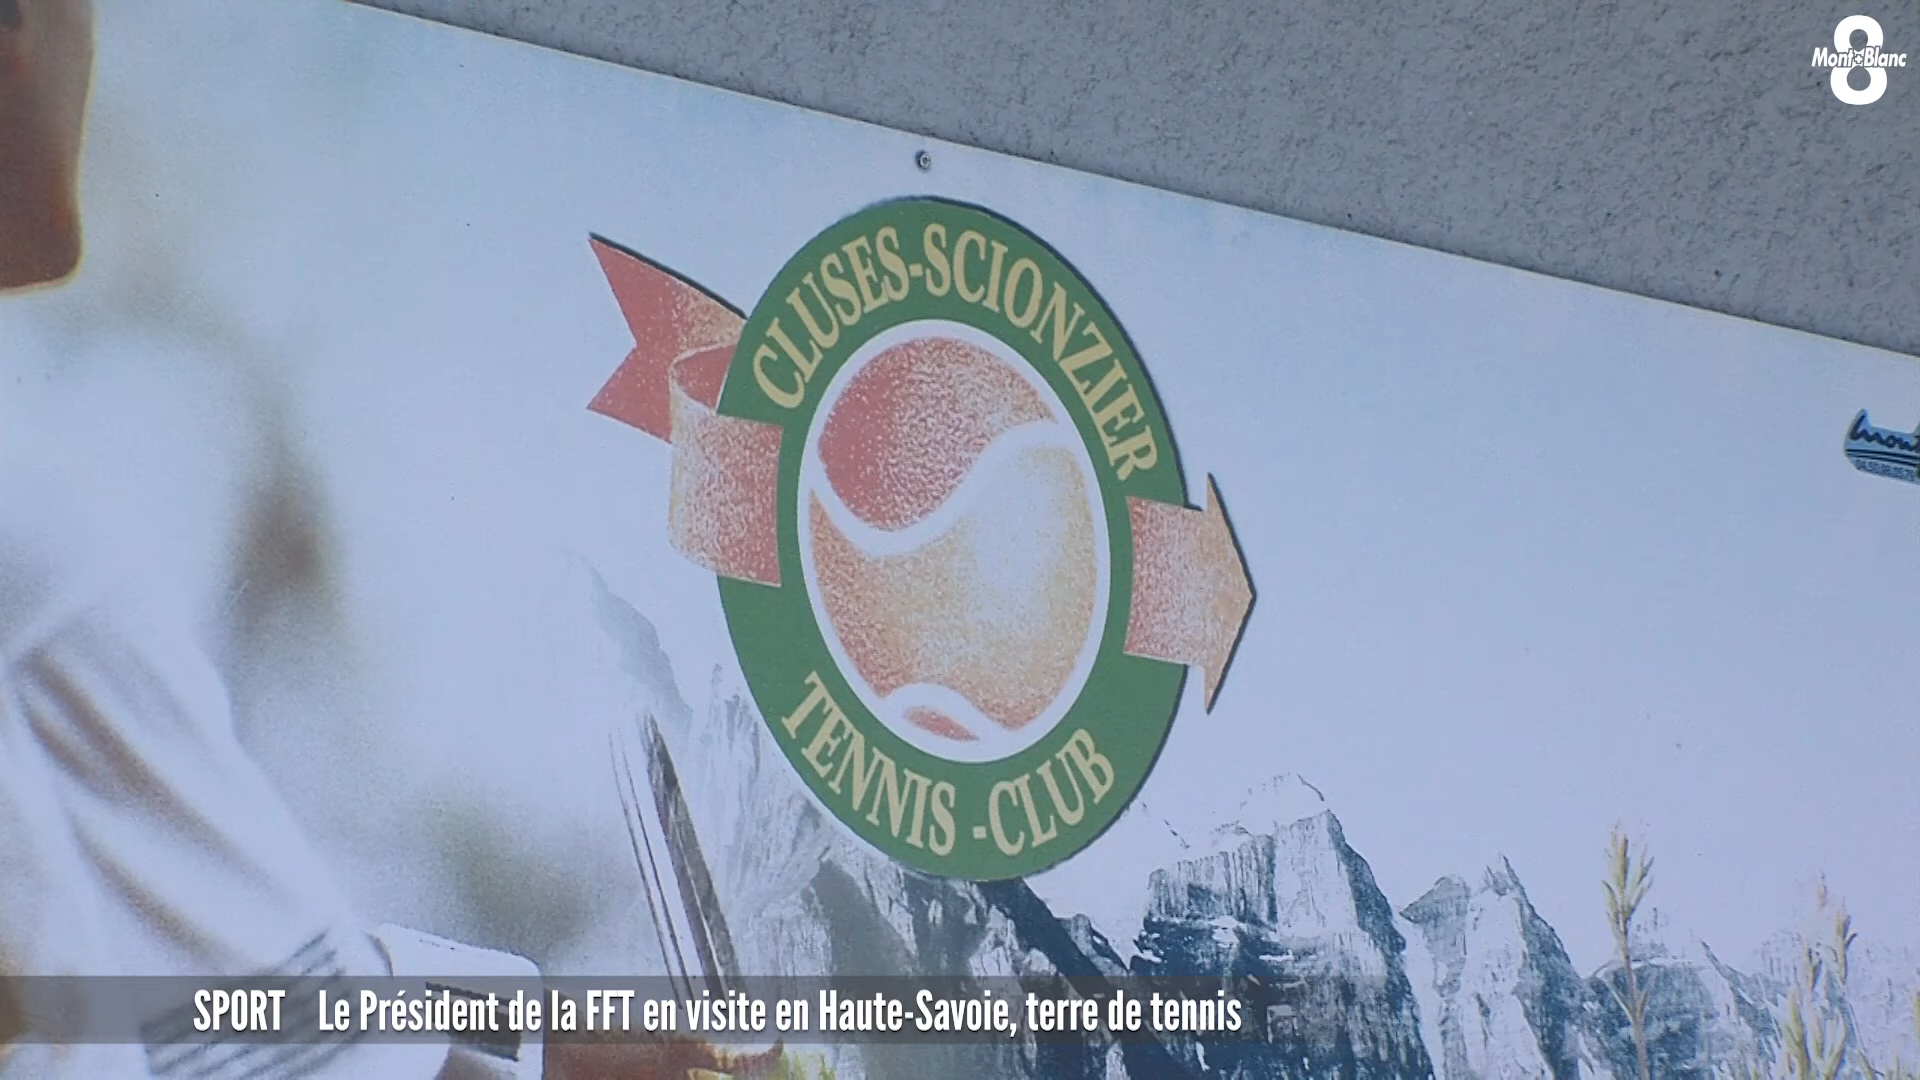 8
Mont Blanc
CLUSES-SCIONZIER
TENNIS -CLUB
SPORT Le Président de la FFT en visite en Haute-Savoie, terre de tennis